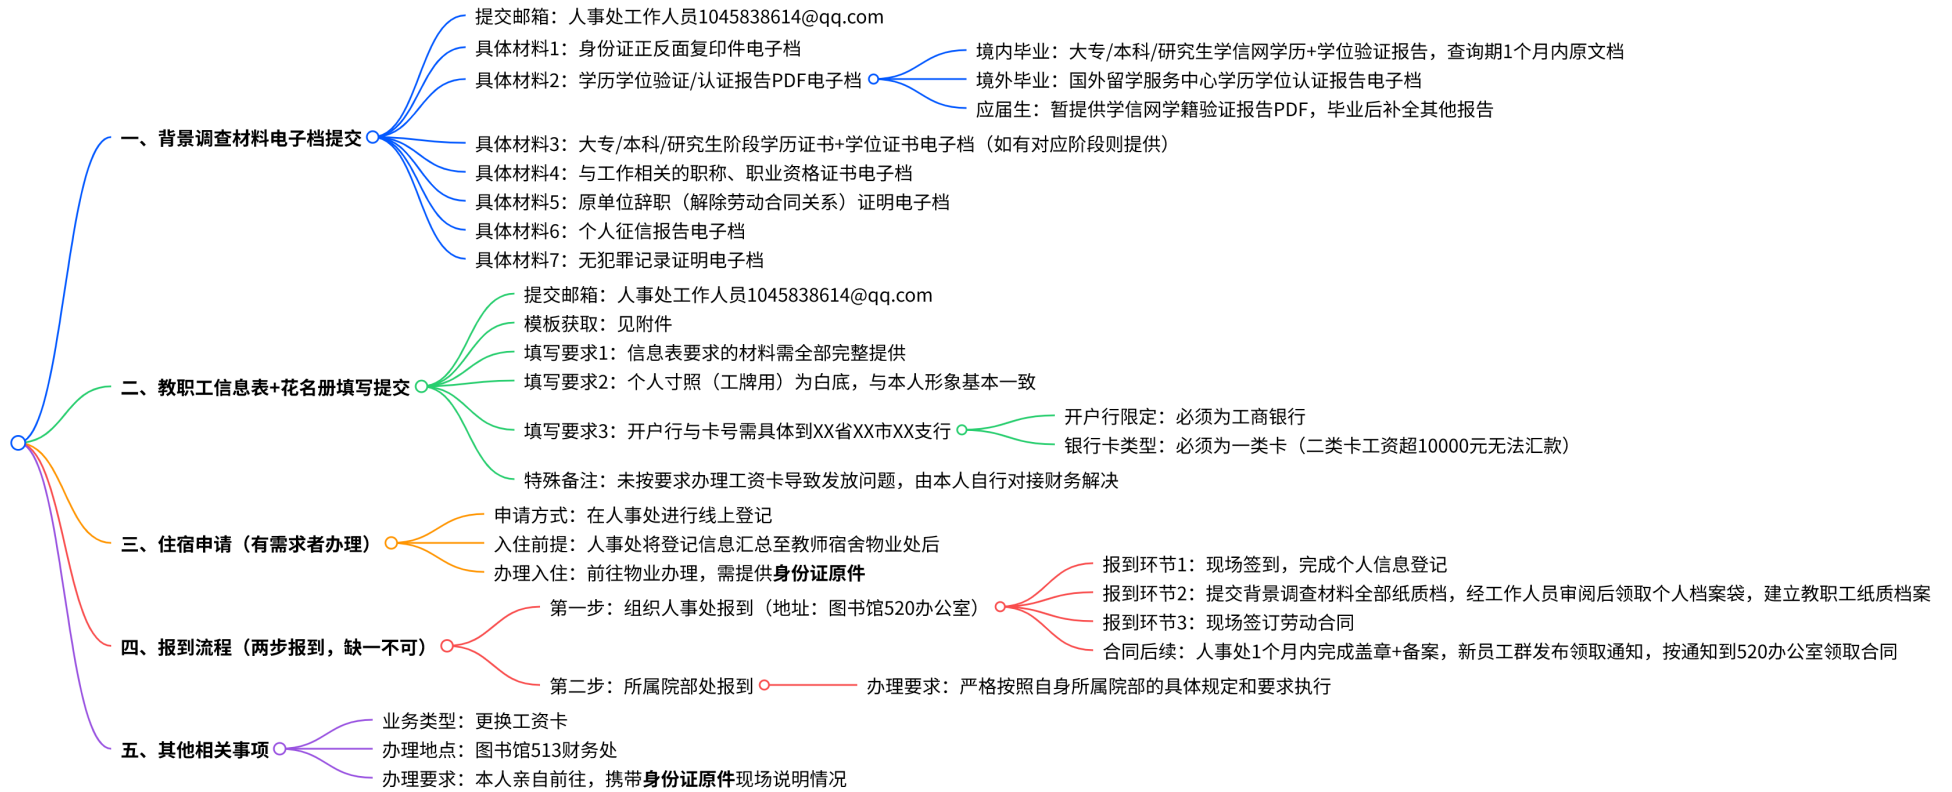 一、背景调查材料电子档提交
提交邮箱：人事处工作人员1045838614@qq.com
具体材料1：身份证正反面复印件电子档
具体材料2：学历学位验证/认证报告PDF电子档
境内毕业：大专/本科/研究生学信网学历+学位验证报告，查询期1个月内原文档
境外毕业：国外留学服务中心学历学位认证报告电子档
应届生：暂提供学信网学籍验证报告PDF，毕业后补全其他报告
具体材料3：大专/本科/研究生阶段学历证书+学位证书电子档（如有对应阶段则提供）
具体材料4：与工作相关的职称、职业资格证书电子档
具体材料5：原单位辞职（解除劳动合同关系）证明电子档
具体材料6：个人征信报告电子档
具体材料7：无犯罪记录证明电子档
二、教职工信息表+花名册填写提交
提交邮箱：人事处工作人员1045838614@qq.com
模板获取：见附件
填写要求1：信息表要求的材料需全部完整提供
填写要求2：个人寸照（工牌用）为白底，与本人形象基本一致
填写要求3：开户行与卡号需具体到XX省XX市XX支行
开户行限定：必须为工商银行
银行卡类型：必须为一类卡（二类卡工资超10000元无法汇款）
特殊备注：未按要求办理工资卡导致发放问题，由本人自行对接财务解决
三、住宿申请（有需求者办理）
申请方式：在人事处进行线上登记
入住前提：人事处将登记信息汇总至教师宿舍物业处后
办理入住：前往物业办理，需提供身份证原件
四、报到流程（两步报到，缺一不可）
第一步：组织人事处报到（地址：图书馆520办公室）
报到环节1：现场签到，完成个人信息登记
报到环节2：提交背景调查材料全部纸质档，经工作人员审阅后领取个人档案袋，建立教职工纸质档案
报到环节3：现场签订劳动合同
合同后续：人事处1个月内完成盖章+备案，新员工群发布领取通知，按通知到520办公室领取合同
第二步：所属院部处报到
办理要求：严格按照自身所属院部的具体规定和要求执行
五、其他相关事项
业务类型：更换工资卡
办理地点：图书馆513财务处
办理要求：本人亲自前往，携带身份证原件现场说明情况